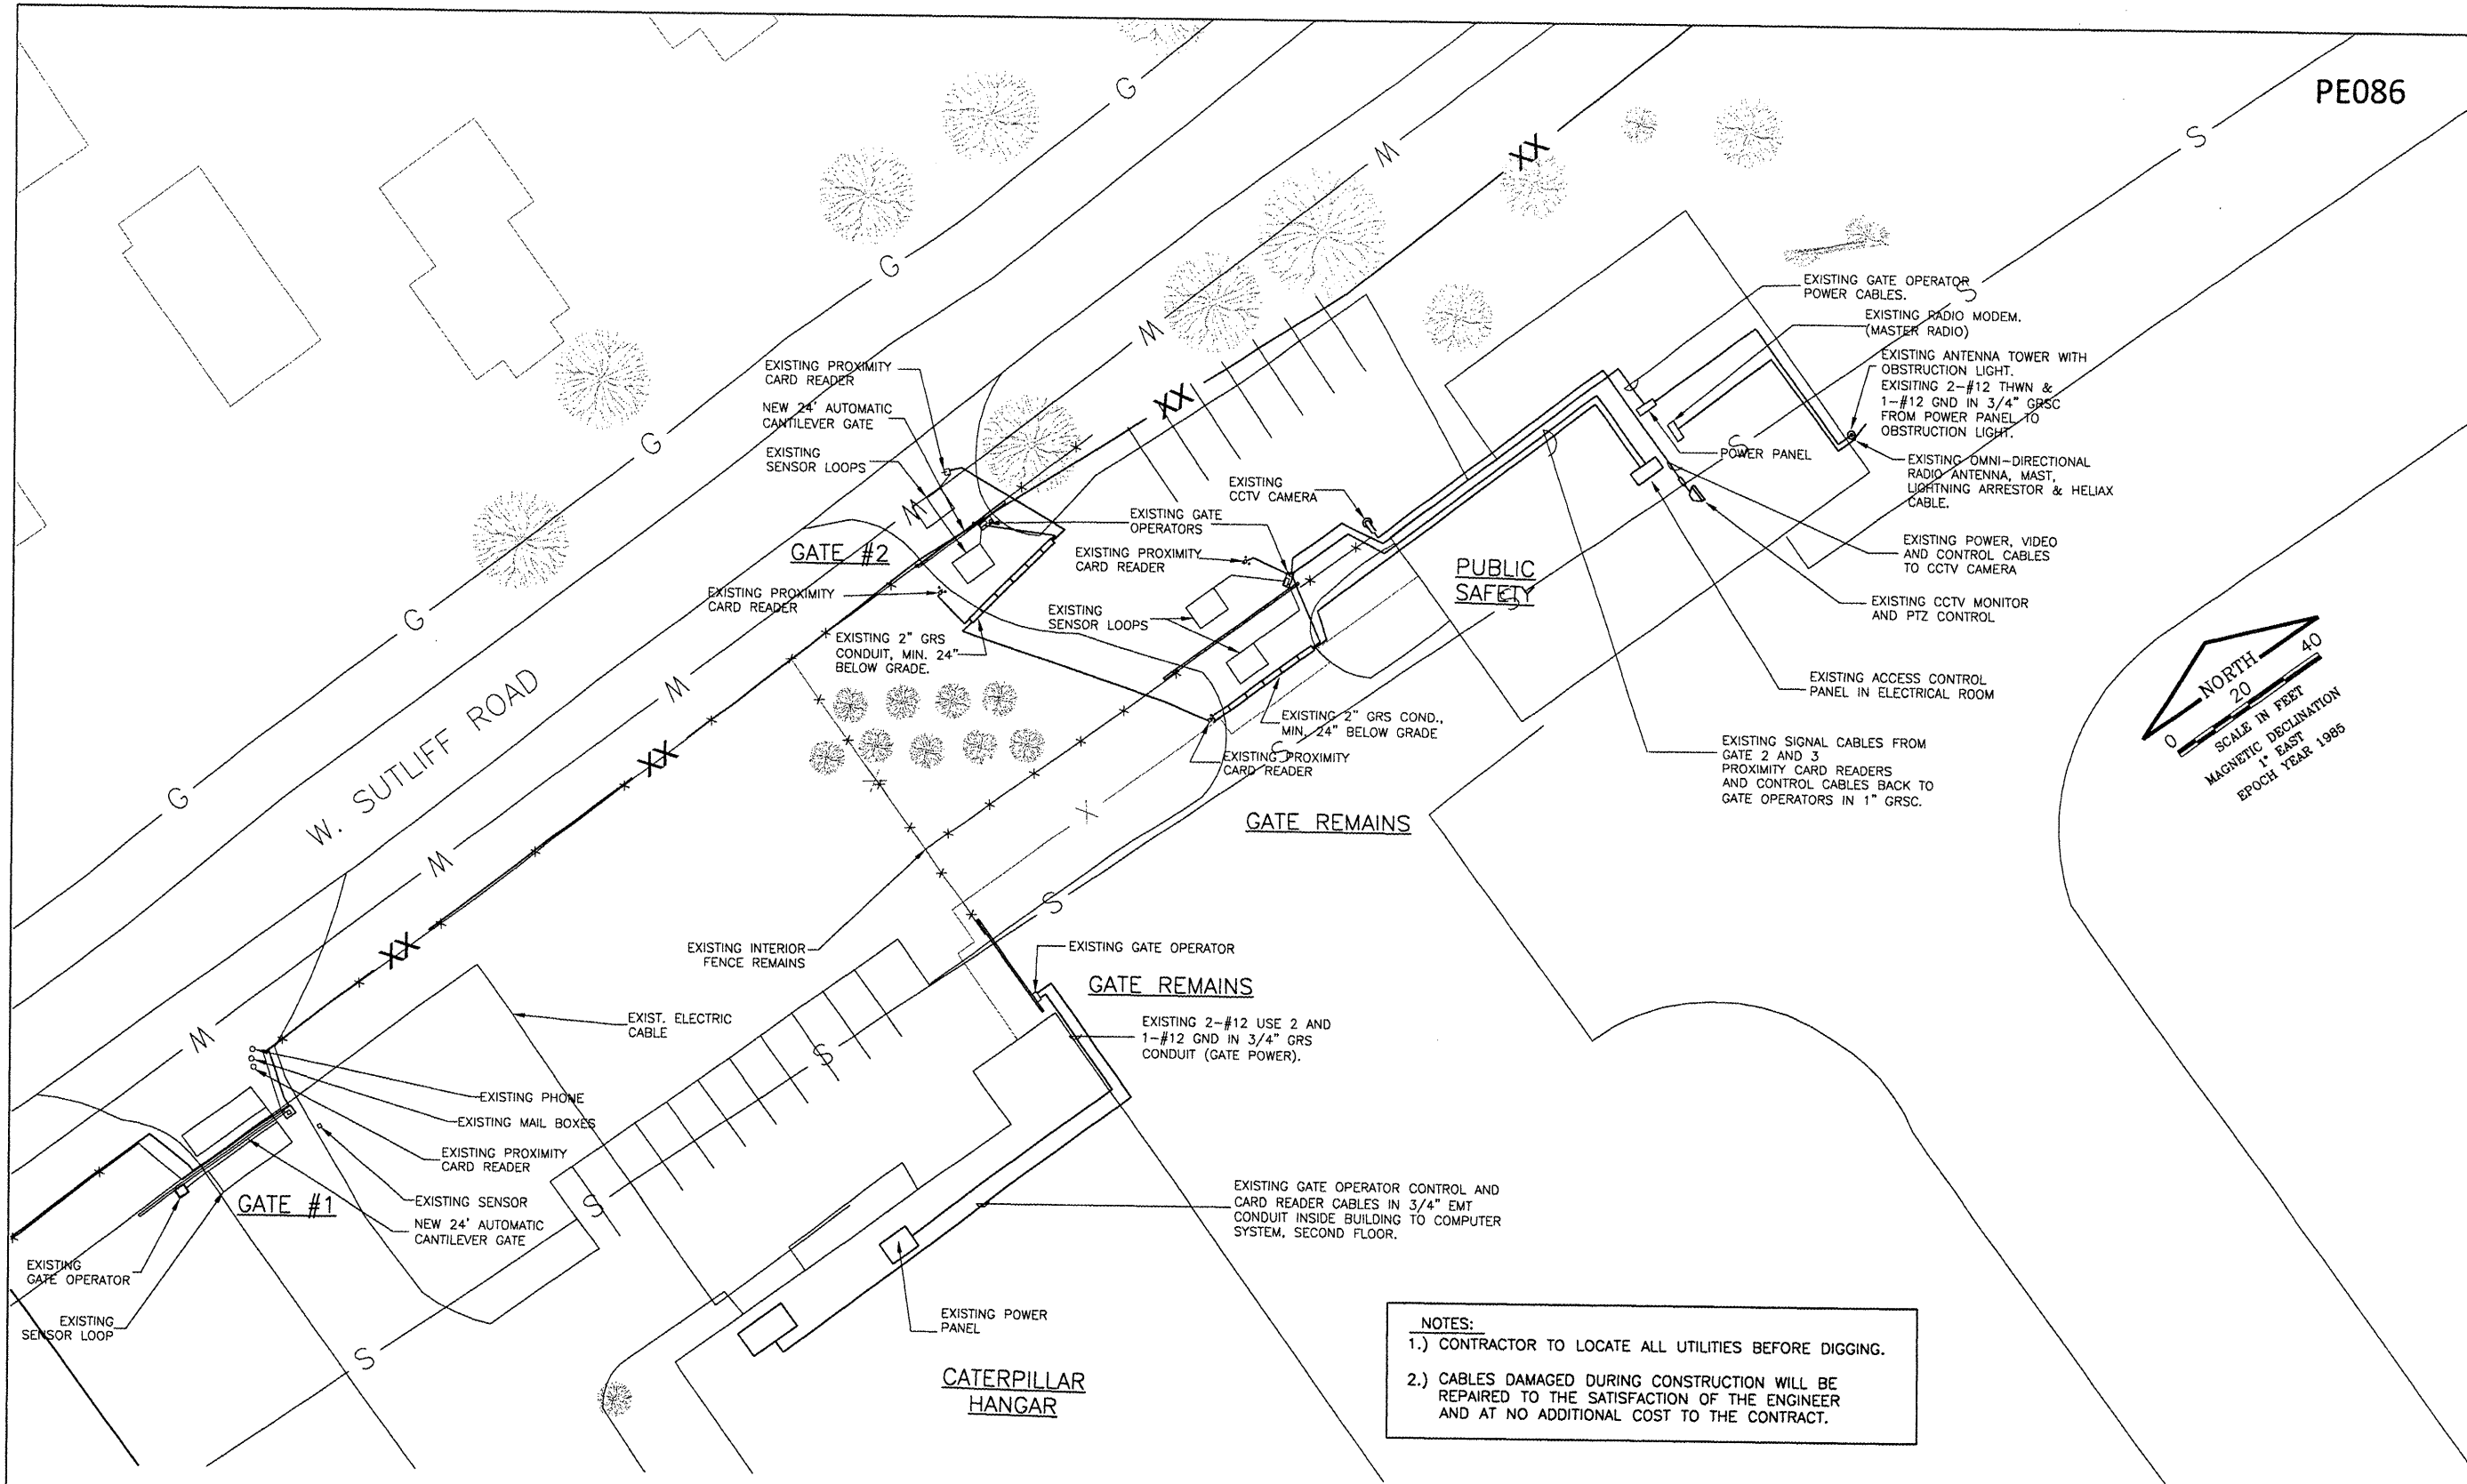 PE086
G
G
G
G
G
G
W
W
W
W
W
W
XX
XX
XX
XX
S
S
S
S
S
S
S
S
S
X
W. SUTLIFF ROAD
EXISTING PROXIMITY
CARD READER
NEW 24' AUTOMATIC
CANTILEVER GATE
EXISTING
SENSOR LOOPS
GATE #2
EXISTING PROXIMITY
CARD READER
EXISTING 2" GRS
CONDUIT, MIN. 24"
BELOW GRADE.
EXISTING
CCTV CAMERA
EXISTING GATE
OPERATORS
EXISTING PROXIMITY
CARD READER
EXISTING
SENSOR LOOPS
EXISTING 2" GRS COND.,
MIN. 24" BELOW GRADE
EXISTING PROXIMITY
CARD READER
GATE REMAINS
PUBLIC
SAFETY
EXISTING GATE OPERATOR
POWER CABLES.
EXISTING RADIO MODEM.
(MASTER RADIO)
EXISTING ANTENNA TOWER WITH
OBSTRUCTION LIGHT.
EXISITING 2-#12 THWN &
1-#12 GND IN 3/4" GRSC
FROM POWER PANEL TO
OBSTRUCTION LIGHT.
POWER PANEL
EXISTING OMNI-DIRECTIONAL
RADIO ANTENNA, MAST,
LIGHTNING ARRESTOR & HELIAX
CABLE.
EXISTING POWER, VIDEO
AND CONTROL CABLES
TO CCTV CAMERA
EXISTING CCTV MONITOR
AND PTZ CONTROL
EXISTING ACCESS CONTROL
PANEL IN ELECTRICAL ROOM
EXISTING SIGNAL CABLES FROM
GATE 2 AND 3
PROXIMITY CARD READERS
AND CONTROL CABLES BACK TO
GATE OPERATORS IN 1" GRSC.
NORTH
0 20 40
SCALE IN FEET
MAGNETIC DECLINATION
1° EAST
EPOCH YEAR 1985
EXISTING INTERIOR
FENCE REMAINS
EXISTING GATE OPERATOR
GATE REMAINS
EXISTING 2-#12 USE 2 AND
1-#12 GND IN 3/4" GRS
CONDUIT (GATE POWER).
EXIST. ELECTRIC
CABLE
EXISTING PHONE
EXISTING MAIL BOXES
EXISTING PROXIMITY
CARD READER
EXISTING SENSOR
NEW 24' AUTOMATIC
CANTILEVER GATE
GATE #1
EXISTING
GATE OPERATOR
EXISTING
SENSOR LOOP
EXISTING GATE OPERATOR CONTROL AND
CARD READER CABLES IN 3/4" EMT
CONDUIT INSIDE BUILDING TO COMPUTER
SYSTEM, SECOND FLOOR.
EXISTING POWER
PANEL
CATERPILLAR
HANGAR
NOTES:
1.) CONTRACTOR TO LOCATE ALL UTILITIES BEFORE DIGGING.
2.) CABLES DAMAGED DURING CONSTRUCTION WILL BE
REPAIRED TO THE SATISFACTION OF THE ENGINEER
AND AT NO ADDITIONAL COST TO THE CONTRACT.